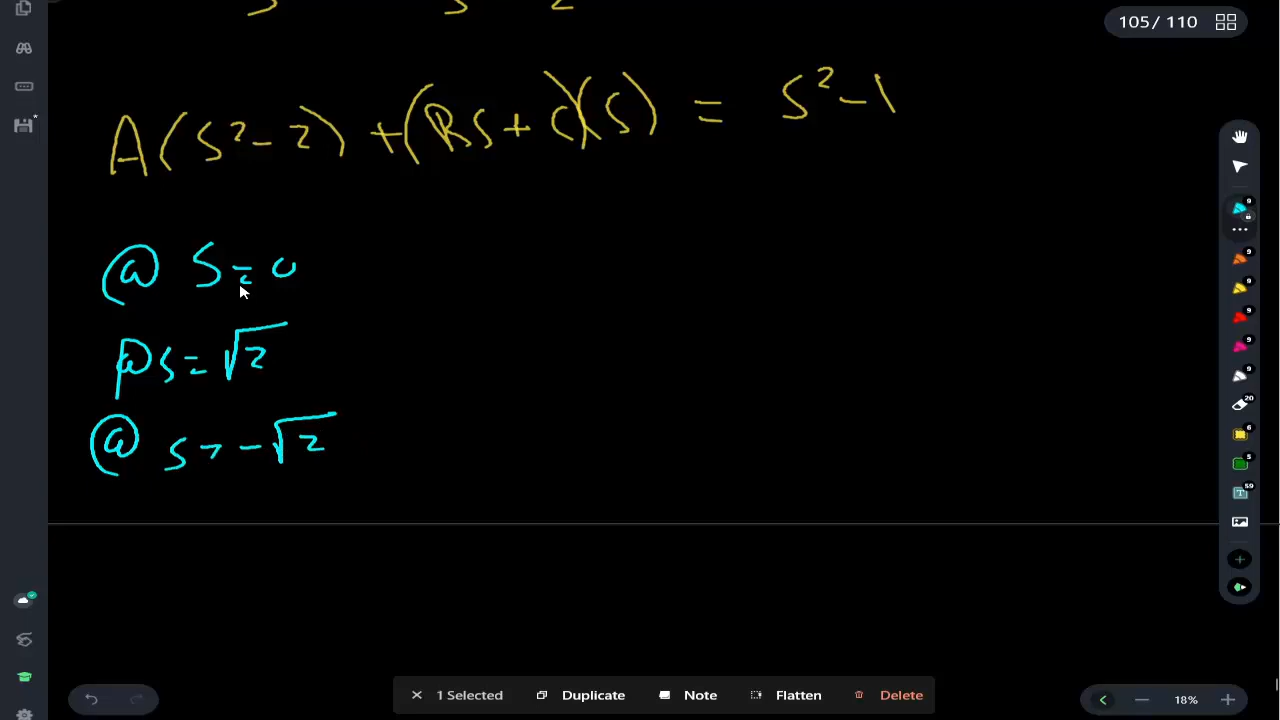 105 / 110
A(S² - 2) + (BS + C)(S) = S² - 1
@ S = 0
@ S = √2
@ S = -√2
1 Selected Duplicate Note Flatten Delete
18%